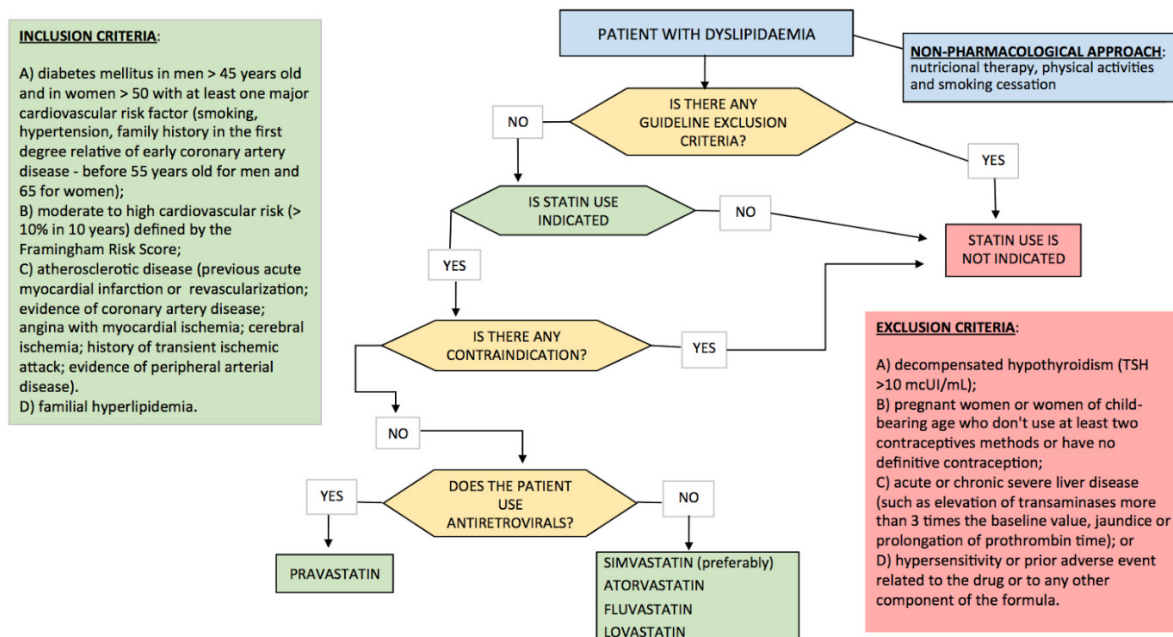 INCLUSION CRITERIA:
A) diabetes mellitus in men > 45 years old
and in women > 50 with at least one major
cardiovascular risk factor (smoking,
hypertension, family history in the first
degree relative of early coronary artery
disease - before 55 years old for men and
65 for women);
B) moderate to high cardiovascular risk (>
10% in 10 years) defined by the
Framingham Risk Score;
C) atherosclerotic disease (previous acute
myocardial infarction or revascularization;
evidence of coronary artery disease;
angina with myocardial ischemia; cerebral
ischemia; history of transient ischemic
attack; evidence of peripheral arterial
disease).
D) familial hyperlipidemia.
PATIENT WITH DYSLIPIDAEMIA
NON-PHARMACOLOGICAL APPROACH:
nutricional therapy, physical activities
and smoking cessation
IS THERE ANY
GUIDELINE EXCLUSION
CRITERIA?
NO
YES
IS STATIN USE
INDICATED
NO
YES
STATIN USE IS
NOT INDICATED
IS THERE ANY
CONTRAINDICATION?
YES
NO
DOES THE PATIENT
USE
ANTIRETROVIRALS?
YES
NO
PRAVASTATIN
SIMVASTATIN (preferably)
ATORVASTATIN
FLUVASTATIN
LOVASTATIN
EXCLUSION CRITERIA:
A) decompensated hypothyroidism (TSH
>10 mcUI/mL);
B) pregnant women or women of child-
bearing age who don't use at least two
contraceptives methods or have no
definitive contraception;
C) acute or chronic severe liver disease
(such as elevation of transaminases more
than 3 times the baseline value, jaundice or
prolongation of prothrombin time); or
D) hypersensitivity or prior adverse event
related to the drug or to any other
component of the formula.